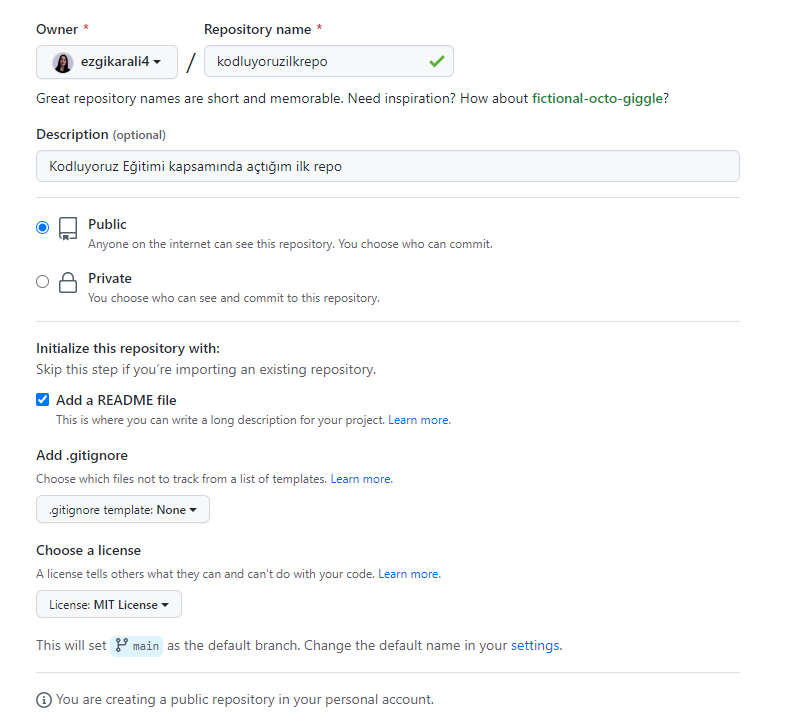 Owner * Repository name *
ezgikarali4 / kodluyoruzilkrepo
Great repository names are short and memorable. Need inspiration? How about fictional-octo-giggle?
Description (optional)
Kodluyoruz Eğitimi kapsamında açtığım ilk repo
Public
Anyone on the internet can see this repository. You choose who can commit.
Private
You choose who can see and commit to this repository.
Initialize this repository with:
Skip this step if you’re importing an existing repository.
Add a README file
This is where you can write a long description for your project. Learn more.
Add .gitignore
Choose which files not to track from a list of templates. Learn more.
.gitignore template: None
Choose a license
A license tells others what they can and can't do with your code. Learn more.
License: MIT License
This will set main as the default branch. Change the default name in your settings.
You are creating a public repository in your personal account.